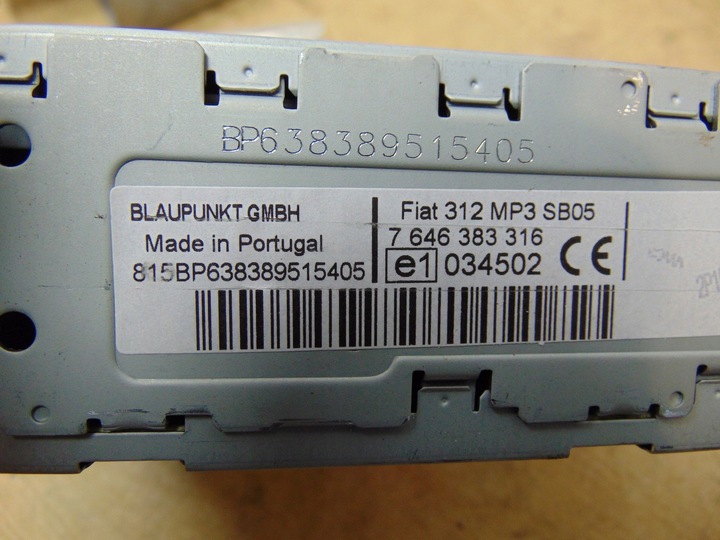 BP638389515405
BLAUPUNKT GMBH
Made in Portugal
815BP638389515405
Fiat 312 MP3 SB05
7 646 383 316
e1 034502 CE